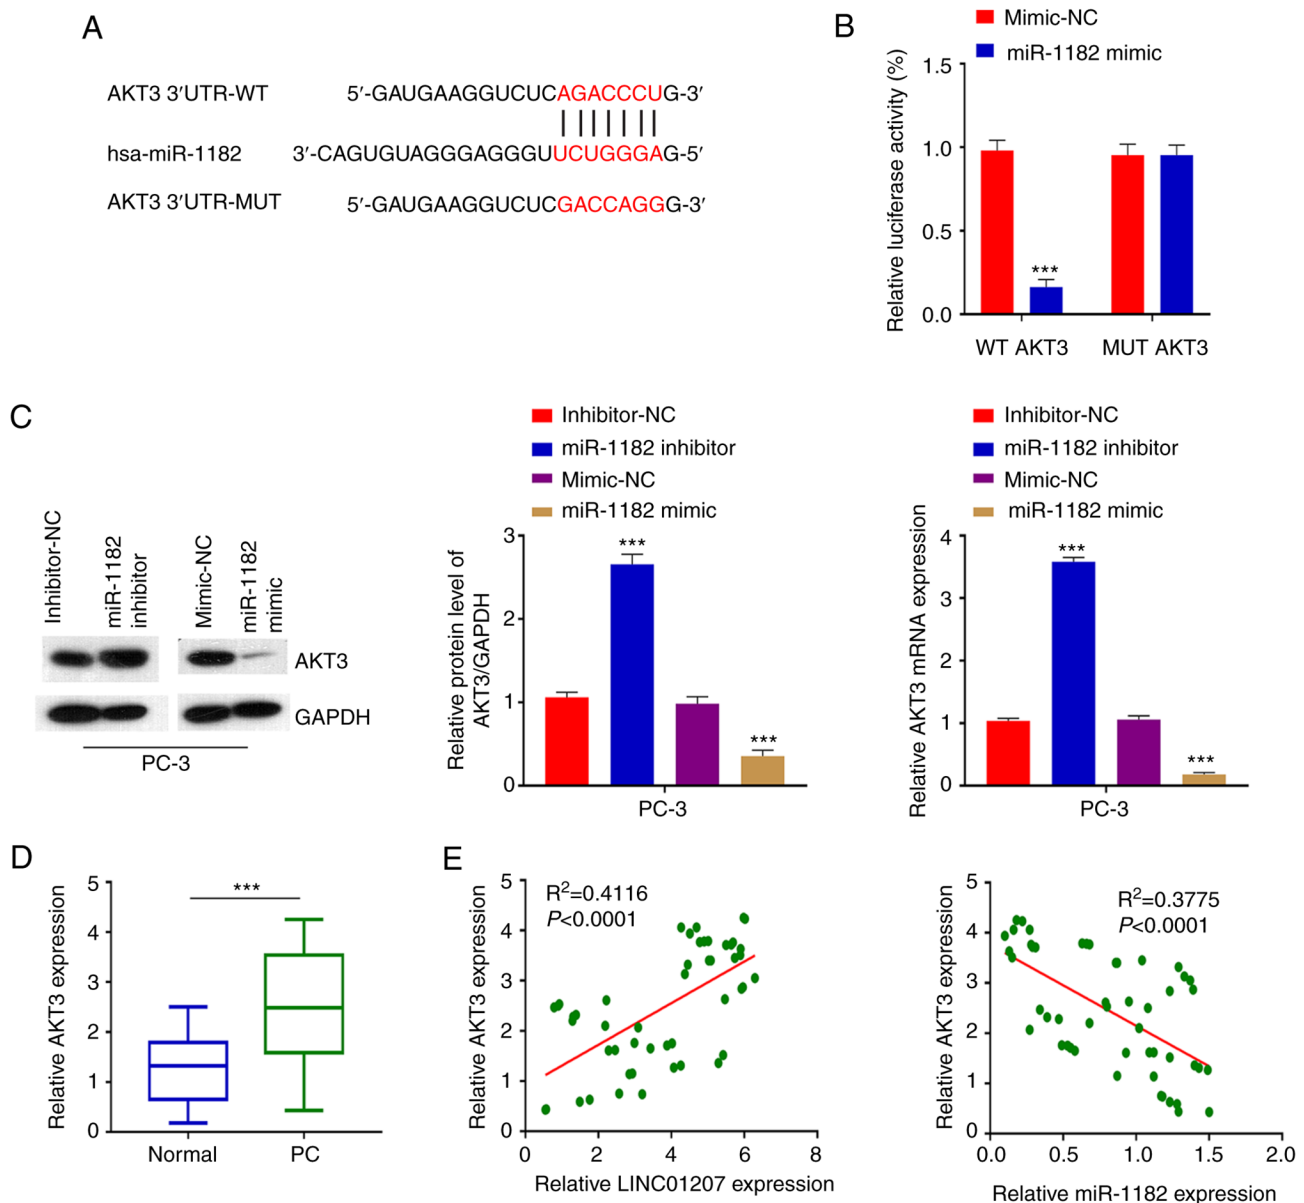 A
AKT3 3′UTR-WT 5′-GAUGAAGGUCUCAGACCCUG-3′
hsa-miR-1182 3′-CAGUGUAGGGAGGGUUCUGGGAG-5′
AKT3 3′UTR-MUT 5′-GAUGAAGGUCUCGACCAGGG-3′
B
Mimic-NC
miR-1182 mimic
Relative luciferase activity (%)
1.5
1.0
0.5
0.0
***
WT AKT3 MUT AKT3
C
Inhibitor-NC
miR-1182
inhibitor
Mimic-NC
miR-1182
mimic
AKT3
GAPDH
PC-3
Inhibitor-NC
miR-1182 inhibitor
Mimic-NC
miR-1182 mimic
Relative protein level of
AKT3/GAPDH
3
2
1
0
***
***
PC-3
Inhibitor-NC
miR-1182 inhibitor
Mimic-NC
miR-1182 mimic
Relative AKT3 mRNA expression
4
3
2
1
0
***
***
PC-3
D
Relative AKT3 expression
5
4
3
2
1
0
***
Normal PC
E
Relative AKT3 expression
5
4
3
2
1
0
R²=0.4116
P<0.0001
0 2 4 6 8
Relative LINC01207 expression
Relative AKT3 expression
5
4
3
2
1
0
R²=0.3775
P<0.0001
0.0 0.5 1.0 1.5 2.0
Relative miR-1182 expression